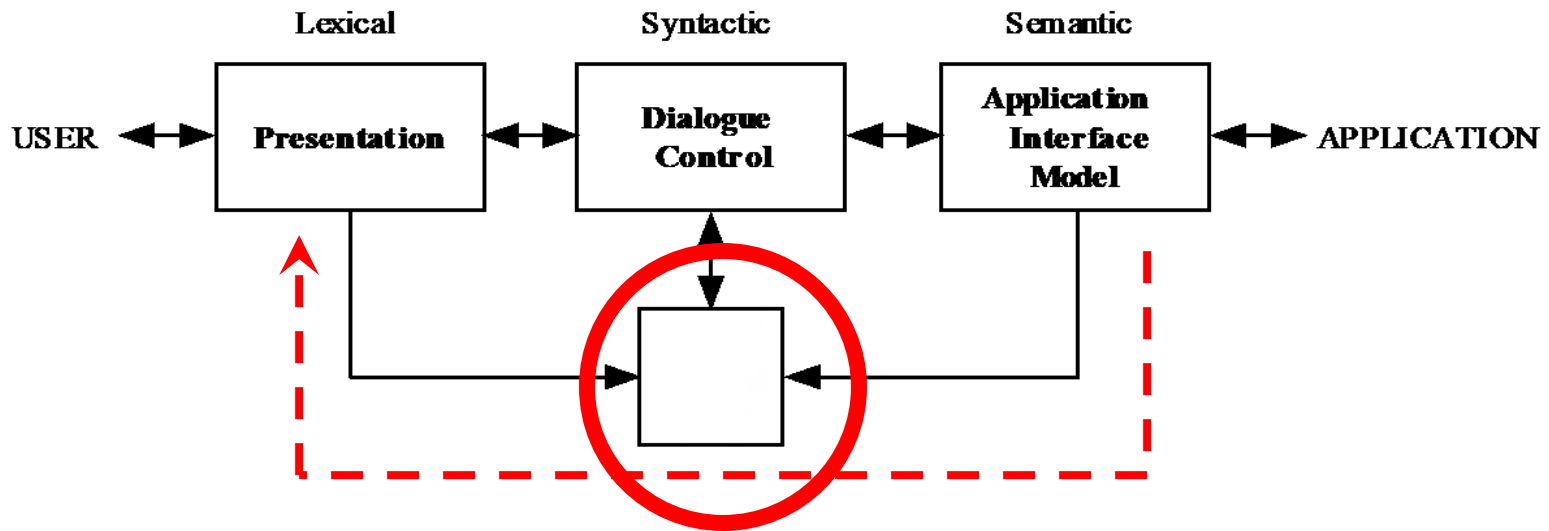 Lexical
Syntactic
Semantic
USER
Presentation
Dialogue
Control
Application
Interface
Model
APPLICATION